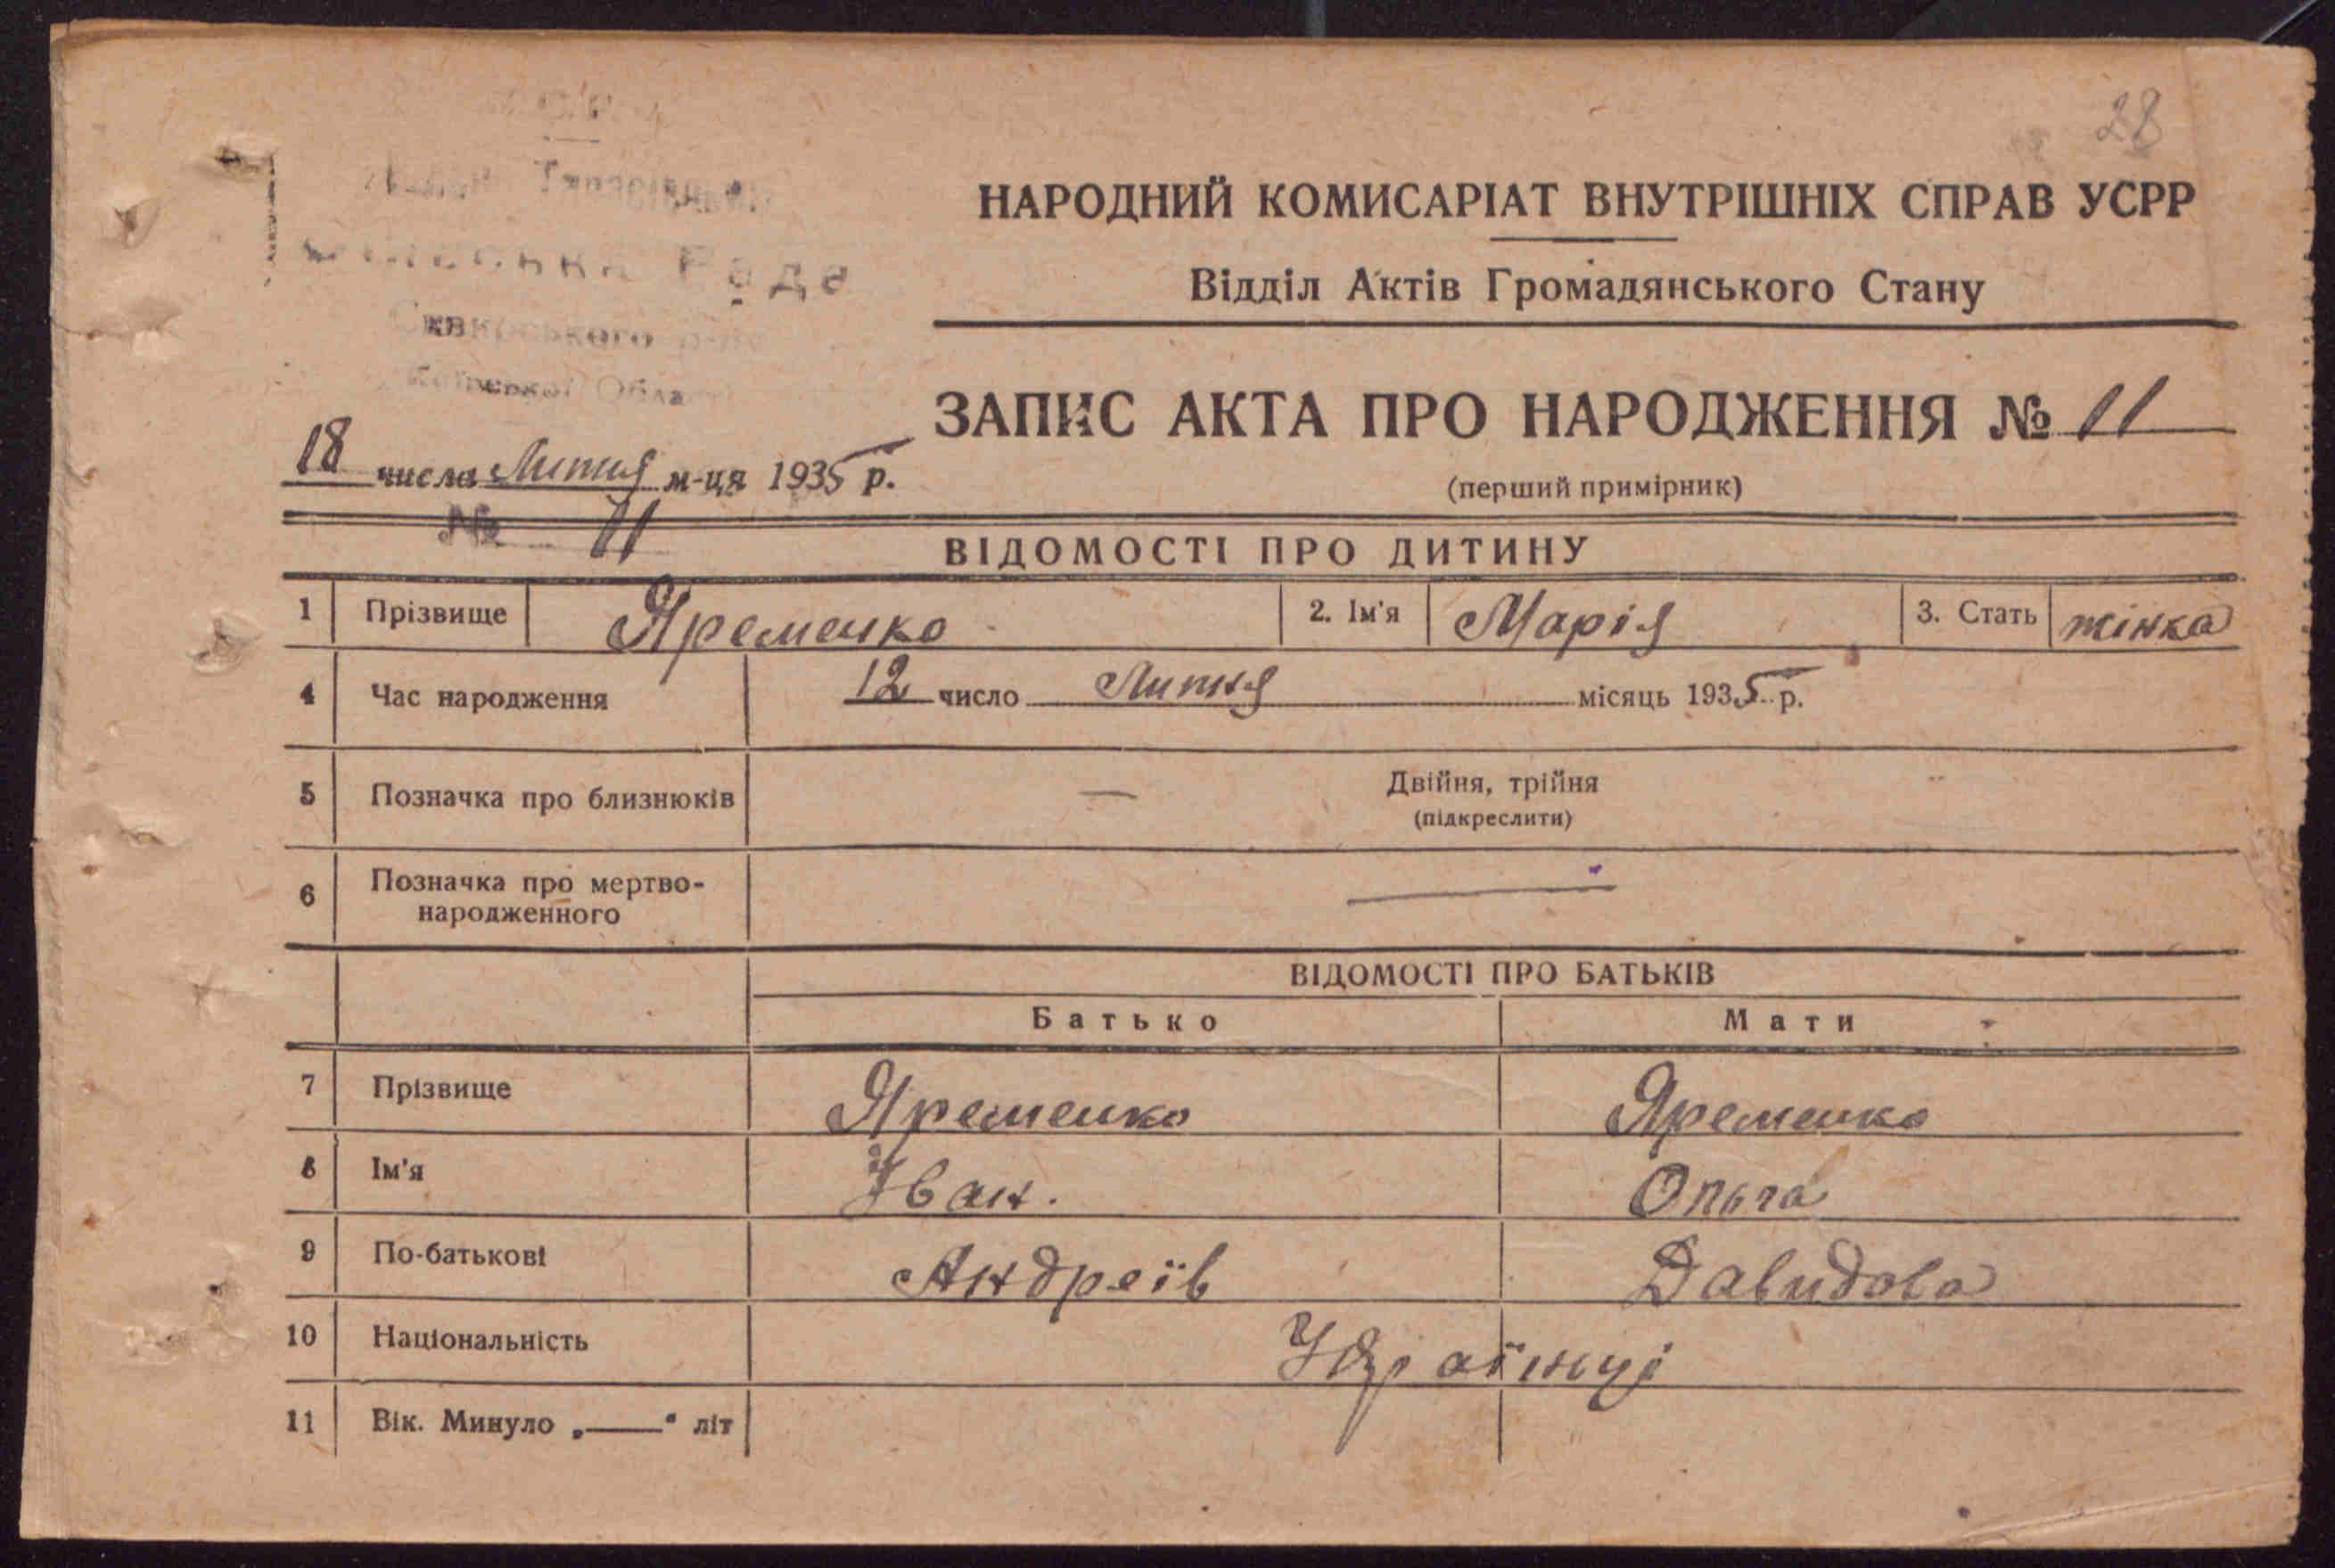 28
Рада
НАРОДНИЙ КОМИСАРІАТ ВНУТРІШНІХ СПРАВ УСРР
Відділ Актів Громадянського Стану
ЗАПИС АКТА ПРО НАРОДЖЕННЯ № 11
18 числа Липня м-ця 1935 р.
(перший примірник)
№ 11
ВІДОМОСТІ ПРО ДИТИНУ
1 Прізвище Яременко 2. Ім'я Марія 3. Стать жінка
4 Час народження 12 число Липня місяць 1935 р.
5 Позначка про близнюків — Двійня, трійня
(підкреслити)
6 Позначка про мертво-
народженного —
ВІДОМОСТІ ПРО БАТЬКІВ
Батько Мати
7 Прізвище Яременко Яременко
8 Ім'я Іван. Ольга
9 По-батькові Андреїв Давидова
10 Національність Українці
11 Вік. Минуло „——“ літ